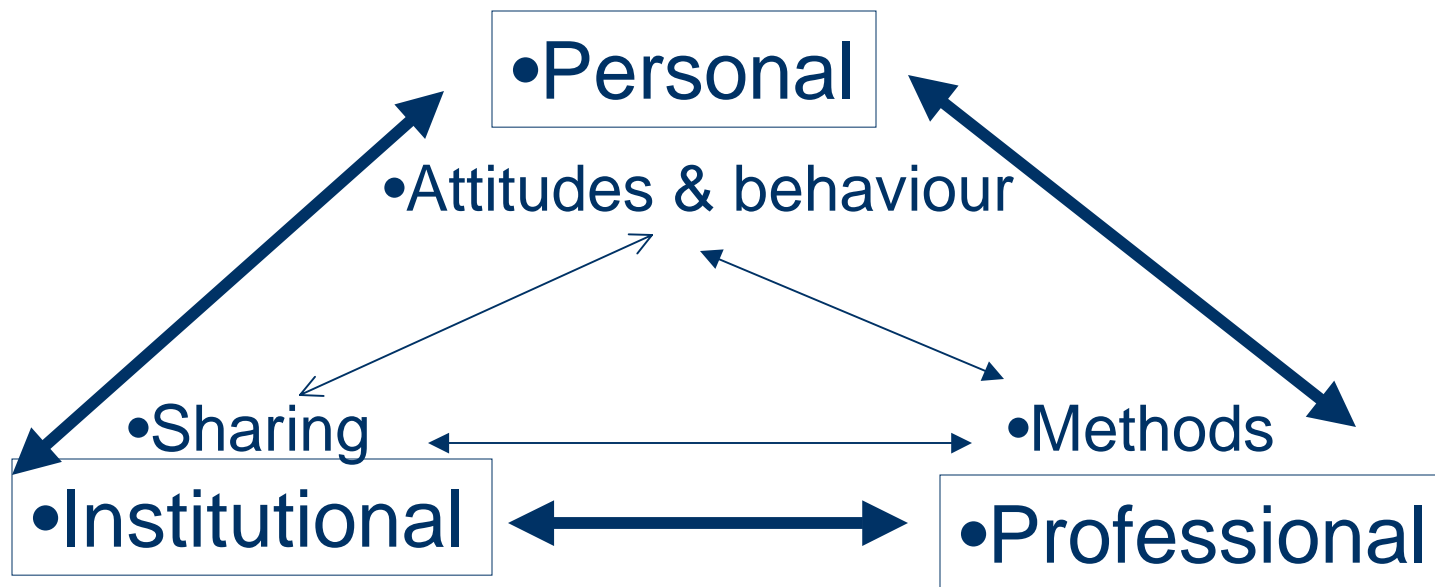 •Personal
•Attitudes & behaviour
•Sharing
•Methods
•Institutional
•Professional